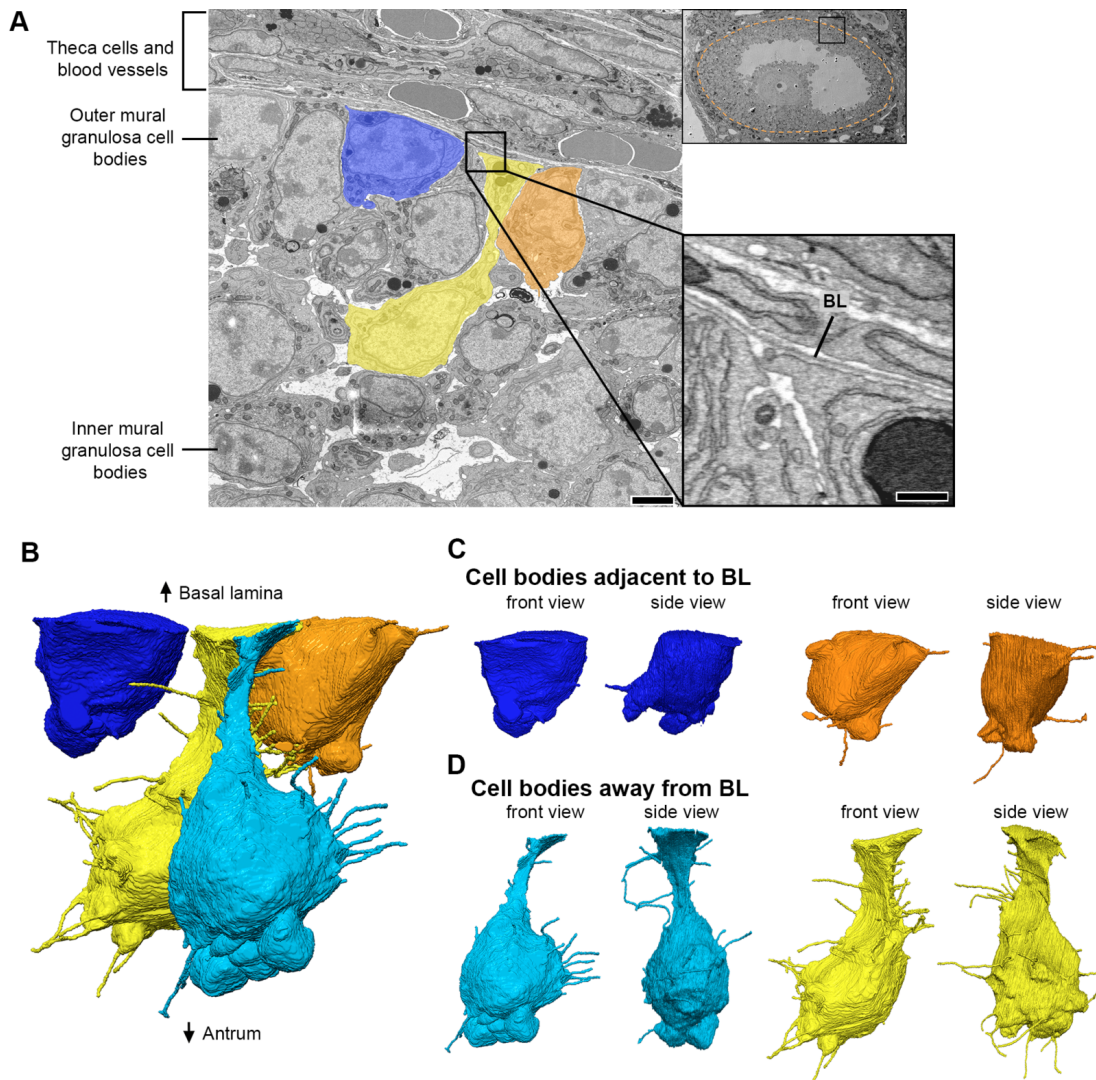 A
Theca cells and
blood vessels
Outer mural
granulosa cell
bodies
BL
Inner mural
granulosa cell
bodies
B
Basal lamina
Antrum
C
Cell bodies adjacent to BL
front view
side view
front view
side view
D
Cell bodies away from BL
front view
side view
front view
side view